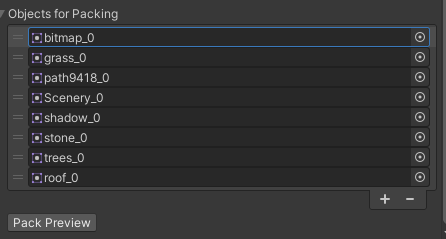 Objects for Packing
bitmap_0
grass_0
path9418_0
Scenery_0
shadow_0
stone_0
trees_0
roof_0
+ −
Pack Preview